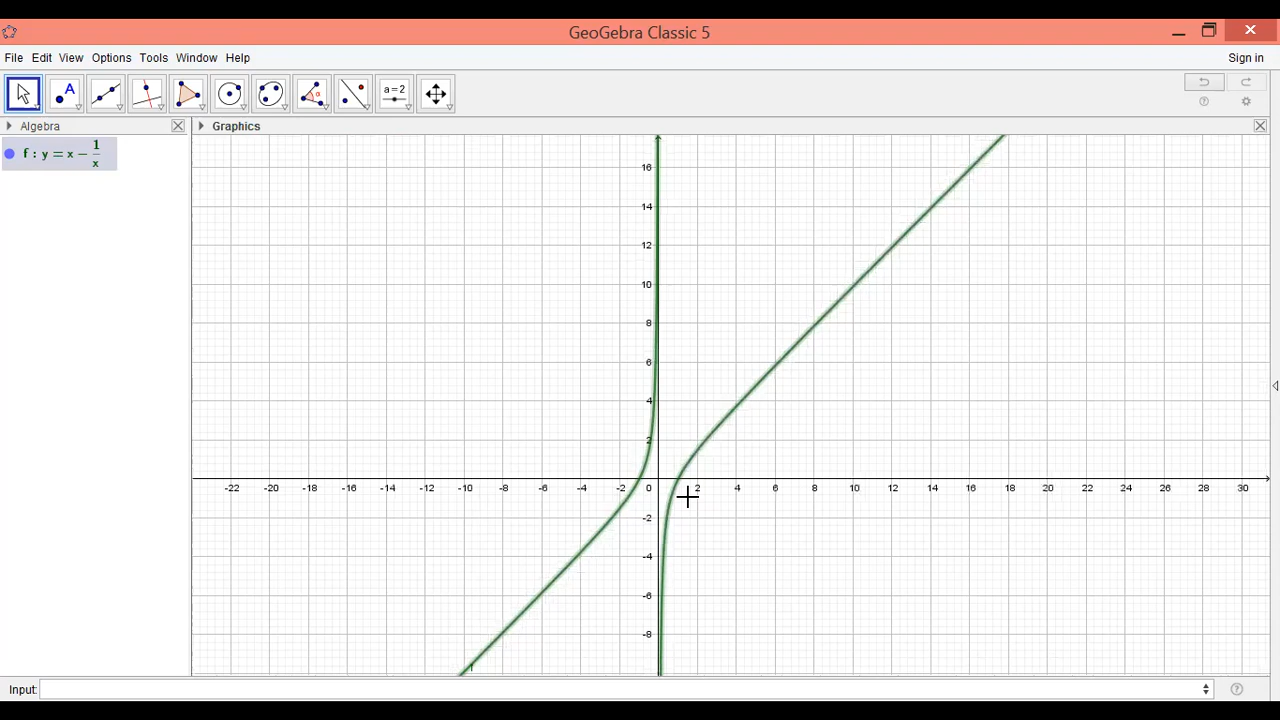 GeoGebra Classic 5
File Edit View Options Tools Window Help Sign in
A
α
a=2
Algebra
Graphics
f : y = x − 1/x
16
14
12
10
8
6
4
2
-22 -20 -18 -16 -14 -12 -10 -8 -6 -4 -2 0 2 4 6 8 10 12 14 16 18 20 22 24 26 28 30
-2
-4
-6
-8
f
Input: